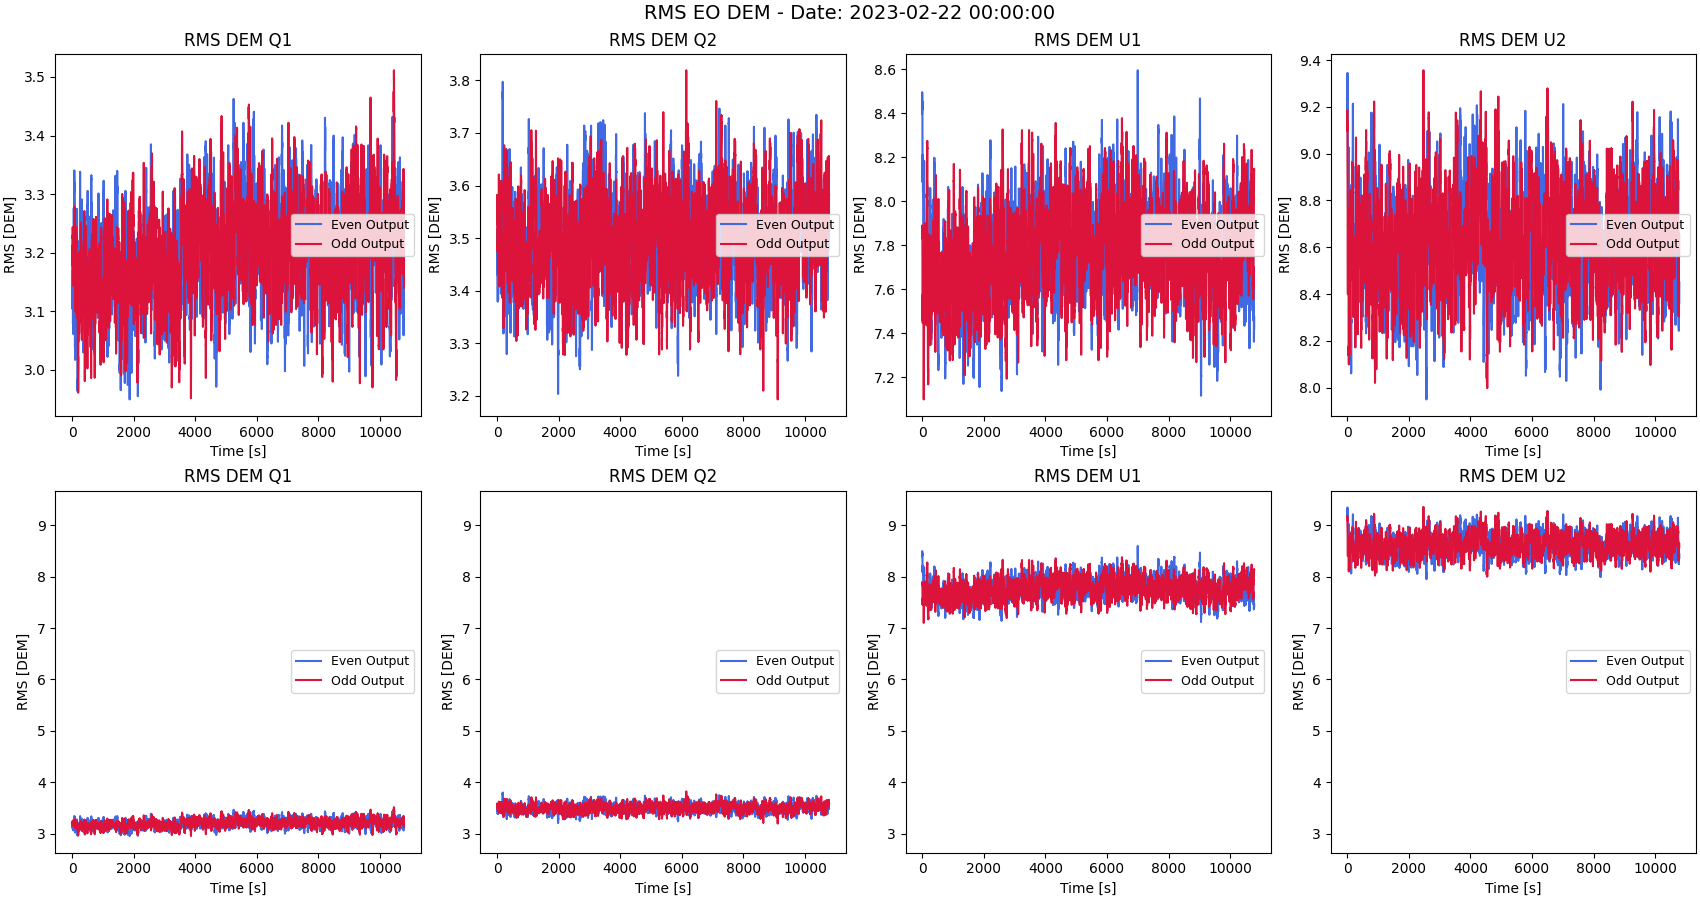 RMS EO DEM - Date: 2023-02-22 00:00:00
RMS DEM Q1
RMS [DEM]
3.5
3.4
3.3
3.2
3.1
3.0
Even Output
Odd Output
0 2000 4000 6000 8000 10000
Time [s]
RMS DEM Q2
RMS [DEM]
3.8
3.7
3.6
3.5
3.4
3.3
3.2
Even Output
Odd Output
0 2000 4000 6000 8000 10000
Time [s]
RMS DEM U1
RMS [DEM]
8.6
8.4
8.2
8.0
7.8
7.6
7.4
7.2
Even Output
Odd Output
0 2000 4000 6000 8000 10000
Time [s]
RMS DEM U2
RMS [DEM]
9.4
9.2
9.0
8.8
8.6
8.4
8.2
8.0
Even Output
Odd Output
0 2000 4000 6000 8000 10000
Time [s]
RMS DEM Q1
RMS [DEM]
9
8
7
6
5
4
3
Even Output
Odd Output
0 2000 4000 6000 8000 10000
Time [s]
RMS DEM Q2
RMS [DEM]
9
8
7
6
5
4
3
Even Output
Odd Output
0 2000 4000 6000 8000 10000
Time [s]
RMS DEM U1
RMS [DEM]
9
8
7
6
5
4
3
Even Output
Odd Output
0 2000 4000 6000 8000 10000
Time [s]
RMS DEM U2
RMS [DEM]
9
8
7
6
5
4
3
Even Output
Odd Output
0 2000 4000 6000 8000 10000
Time [s]